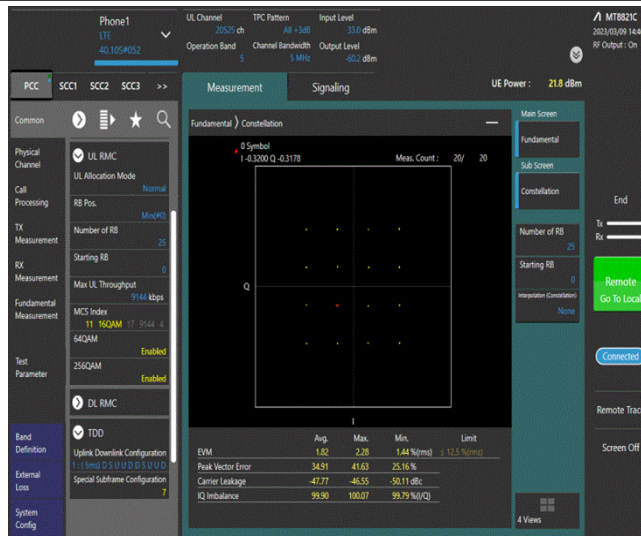 Phone1
LTE
40.10S#052
UL Channel
20525 ch
TPC Pattern
All +3dB
Input Level
33.0 dBm
Operation Band
5
Channel Bandwidth
5 MHz
Output Level
-60.2 dBm
MT8821C
2023/03/09 14:4
RF Output : On
PCC SCC1 SCC2 SCC3 >>
Measurement
Signaling
UE Power : 21.8 dBm
Common
Physical
Channel
Call
Processing
TX
Measurement
RX
Measurement
Fundamental
Measurement
Test
Parameter
Band
Definition
External
Loss
System
Config
UL RMC
UL Allocation Mode
Normal
RB Pos.
Min(#0)
Number of RB
25
Starting RB
0
Max UL Throughput
9144 kbps
MCS Index
11 16QAM 17 9144 4
64QAM
Enabled
256QAM
Enabled
DL RMC
TDD
Uplink Downlink Configuration
1 : ( 5ms) D S U U D D S U U D
Special Subframe Configuration
7
Fundamental 》 Constellation
0 Symbol
I -0.3200 Q -0.3178
Meas. Count : 20/ 20
Q
I
Avg. Max. Min. Limit
EVM 1.82 2.28 1.44 %(rms) ≤ 12.5 %(rms)
Peak Vector Error 34.91 41.63 25.16 %
Carrier Leakage -47.77 -46.55 -50.11 dBc
IQ Imbalance 99.90 100.07 99.79 %(I/Q)
Main Screen
Fundamental
Sub Screen
Constellation
Number of RB
25
Starting RB
0
Interpolation (Constellation)
None
4 Views
End
Tx
Rx
Remote
Go To Local
Connected
Remote Trac
Screen Off